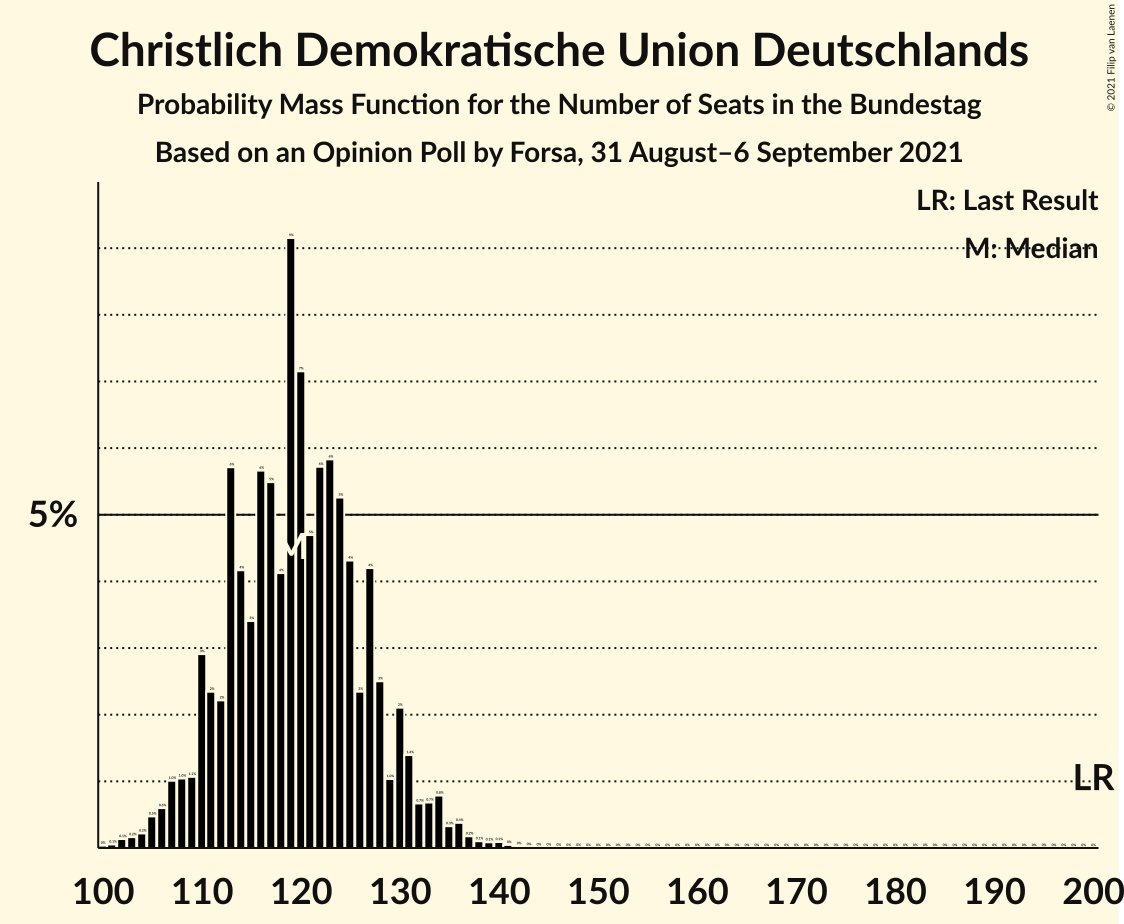 Christlich Demokratische Union Deutschlands
Probability Mass Function for the Number of Seats in the Bundestag
Based on an Opinion Poll by Forsa, 31 August–6 September 2021
© 2021 Filip van Laenen
LR: Last Result
M: Median
5%
M
LR
100 110 120 130 140 150 160 170 180 190 200